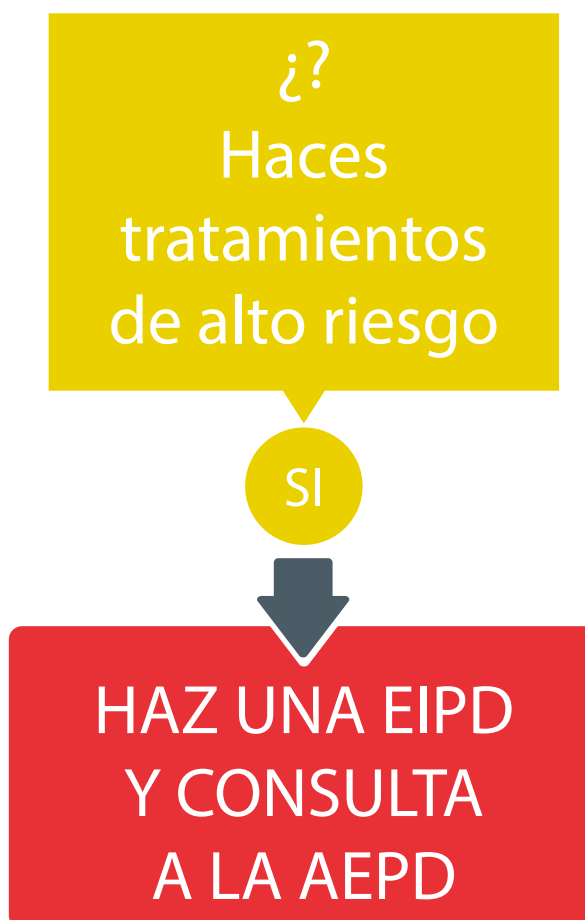 ¿?
Haces
tratamientos
de alto riesgo
SI
HAZ UNA EIPD
Y CONSULTA
A LA AEPD